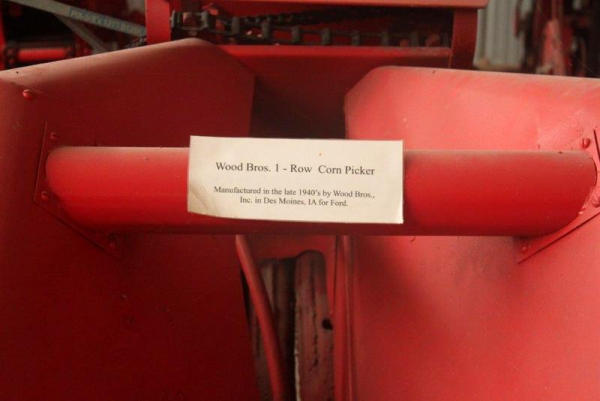 Wood Bros. 1 - Row Corn Picker
Manufactured in the late 1940's by Wood Bros.,
Inc. in Des Moines, IA for Ford.